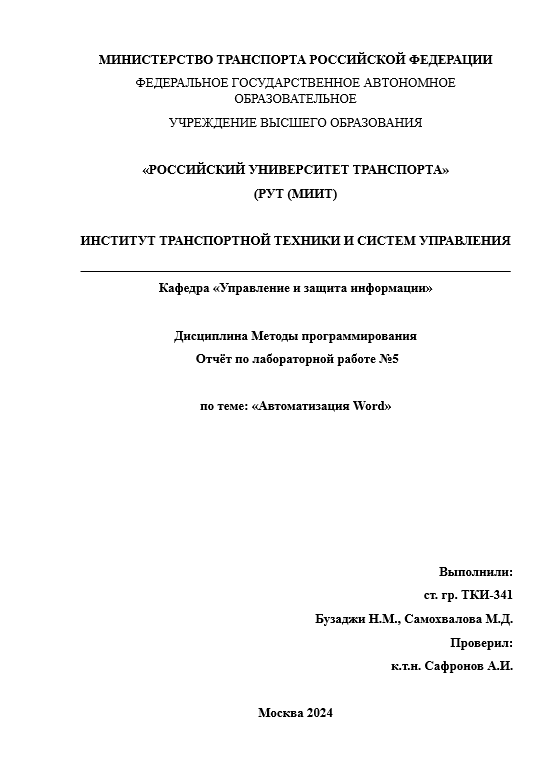 МИНИСТЕРСТВО ТРАНСПОРТА РОССИЙСКОЙ ФЕДЕРАЦИИ
ФЕДЕРАЛЬНОЕ ГОСУДАРСТВЕННОЕ АВТОНОМНОЕ
ОБРАЗОВАТЕЛЬНОЕ
УЧРЕЖДЕНИЕ ВЫСШЕГО ОБРАЗОВАНИЯ
«РОССИЙСКИЙ УНИВЕРСИТЕТ ТРАНСПОРТА»
(РУТ (МИИТ)
ИНСТИТУТ ТРАНСПОРТНОЙ ТЕХНИКИ И СИСТЕМ УПРАВЛЕНИЯ
Кафедра «Управление и защита информации»
Дисциплина Методы программирования
Отчёт по лабораторной работе №5
по теме: «Автоматизация Word»
Выполнили:
ст. гр. ТКИ-341
Бузаджи Н.М., Самохвалова М.Д.
Проверил:
к.т.н. Сафронов А.И.
Москва 2024